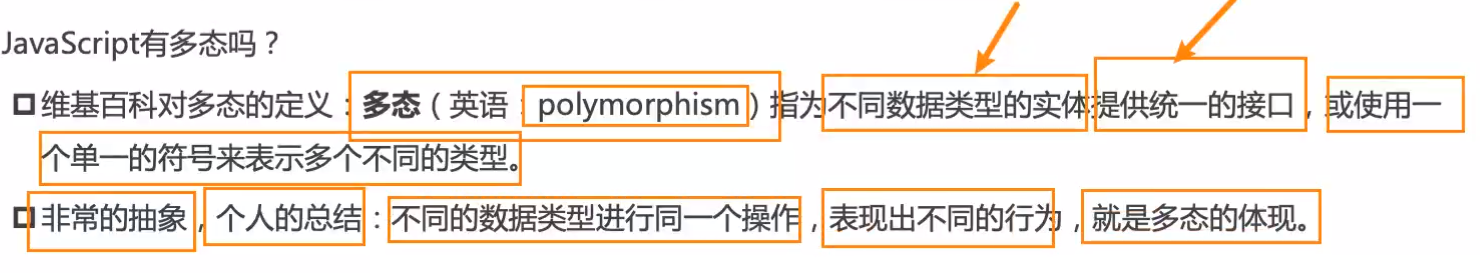 JavaScript有多态吗？
维基百科对多态的定义：多态（英语：polymorphism）指为不同数据类型的实体提供统一的接口，或使用一
个单一的符号来表示多个不同的类型。
非常的抽象，个人的总结：不同的数据类型进行同一个操作，表现出不同的行为，就是多态的体现。